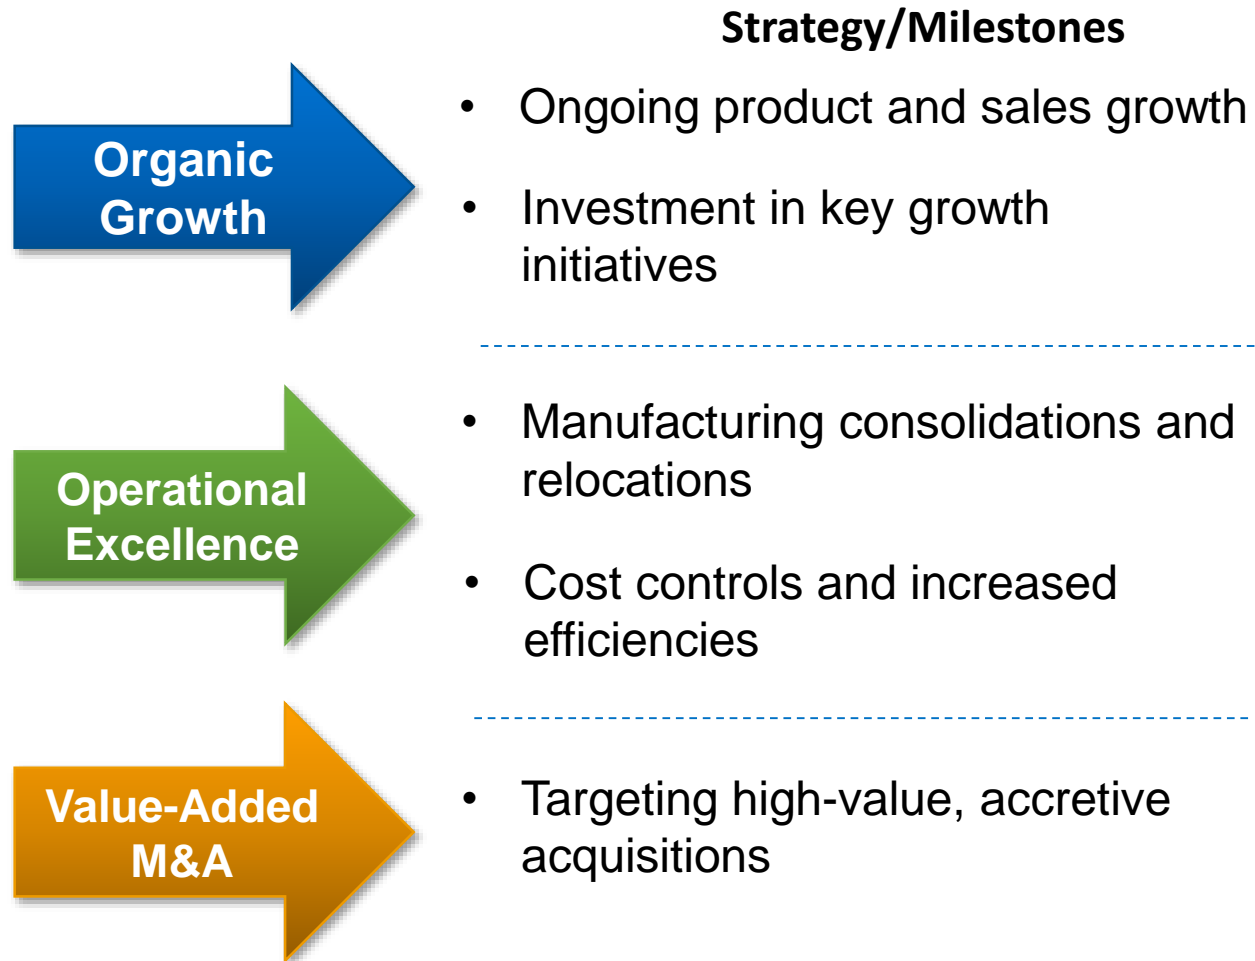 Strategy/Milestones
Organic
Growth
• Ongoing product and sales growth
• Investment in key growth
initiatives
Operational
Excellence
• Manufacturing consolidations and
relocations
• Cost controls and increased
efficiencies
Value-Added
M&A
• Targeting high-value, accretive
acquisitions